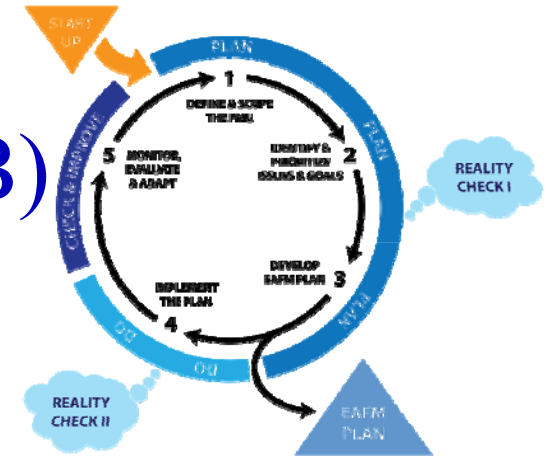 START
UP
PLAN
1
DEFINE & SCOPE
THE FMU
PLAN
2
IDENTIFY &
PRIORITIZE
ISSUES & GOALS
REALITY
CHECK I
3
DEVELOP
EAFM PLAN
PLAN
EAFM
PLAN
4
IMPLEMENT
THE PLAN
DO
DO
REALITY
CHECK II
5
MONITOR,
EVALUATE
& ADAPT
CHECK & IMPROVE
3)